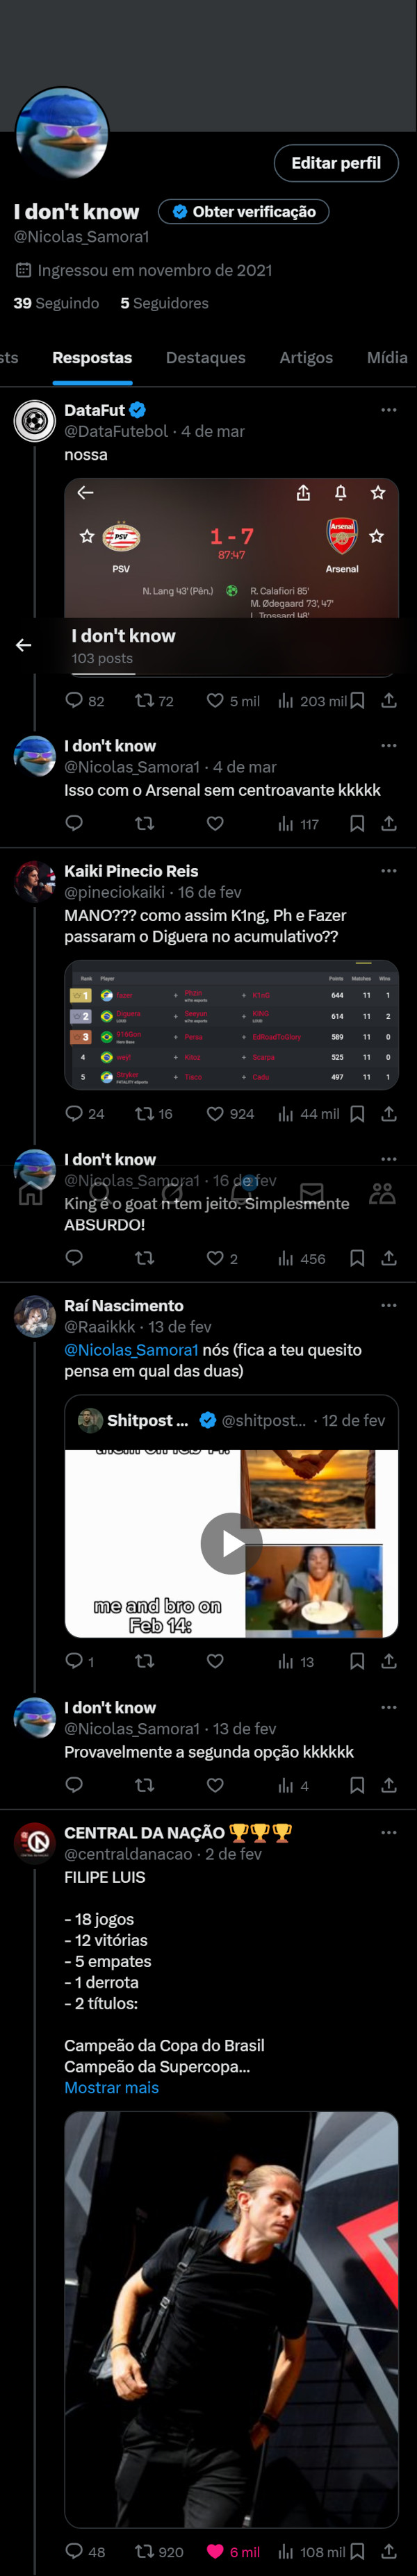 Editar perfil
I don't know
Obter verificação
@Nicolas_Samora1
Ingressou em novembro de 2021
39 Seguindo 5 Seguidores
sts Respostas Destaques Artigos Mídia
DataFut
@DataFutebol · 4 de mar
nossa
PSV
1 - 7
87:47
PSV
Arsenal
Arsenal
N. Lang 43' (Pên.)
R. Calafiori 85'
M. Ødegaard 73', 47'
L. Trossard 48'
I don't know
103 posts
82 72 5 mil 203 mil
I don't know
@Nicolas_Samora1 · 4 de mar
Isso com o Arsenal sem centroavante kkkkk
117
Kaiki Pinecio Reis
@pineciokaiki · 16 de fev
MANO??? como assim K1ng, Ph e Fazer
passaram o Diguera no acumulativo??
Rank Player Points Matches Wins
1 fazer + Pfizer + K1nG 644 11 1
2 Diguera + Seeyun + KING 614 11 2
3 916Gon + Persa + EdRoadToGlory 589 11 0
4 wey! + Kitoz + Scarpa 525 11 0
5 Stryker + Tisco + Cadu 497 11 1
24 16 924 44 mil
I don't know
@Nicolas_Samora1 · 16 de fev
King é o goat n tem jeito. Simplesmente
ABSURDO!
2 456
Raí Nascimento
@Raaikkk · 13 de fev
@Nicolas_Samora1 nós (fica a teu quesito
pensa em qual das duas)
Shitpost ... @shitpost... · 12 de fev
them on Feb 14:
me and bro on
Feb 14:
1 13
I don't know
@Nicolas_Samora1 · 13 de fev
Provavelmente a segunda opção kkkkkk
4
CENTRAL DA NAÇÃO 🏆🏆🏆
@centraldanacao · 2 de fev
FILIPE LUIS
- 18 jogos
- 12 vitórias
- 5 empates
- 1 derrota
- 2 títulos:
Campeão da Copa do Brasil
Campeão da Supercopa...
Mostrar mais
48 920 6 mil 108 mil